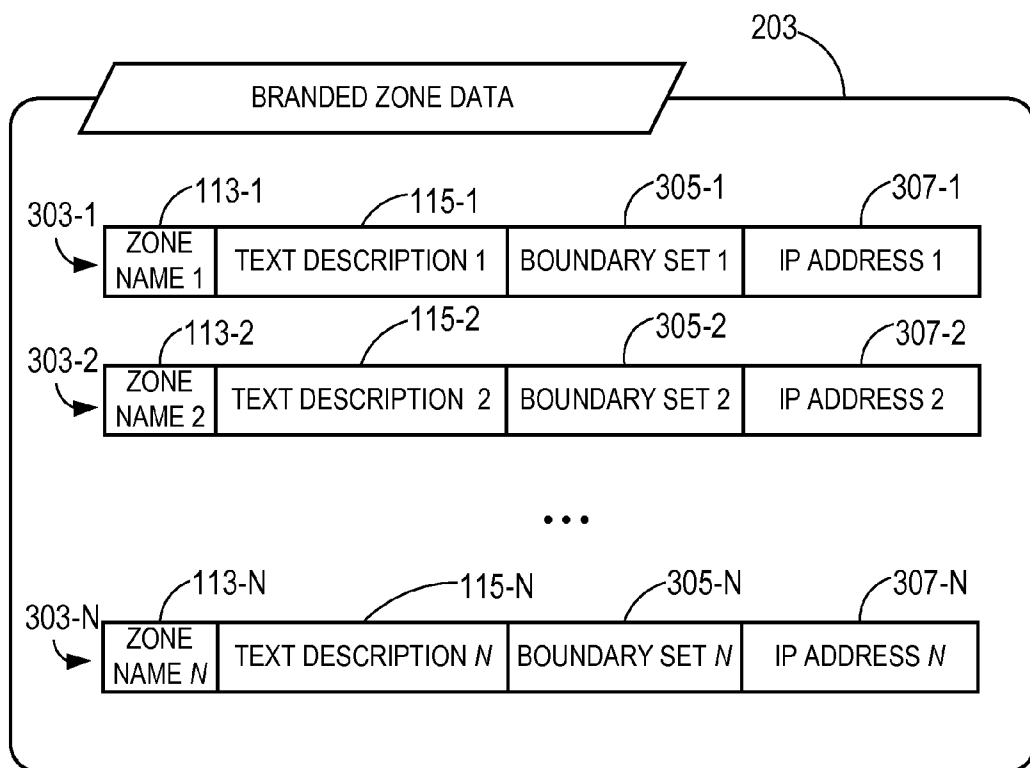 203
BRANDED ZONE DATA
113-1
115-1
305-1
307-1
303-1
ZONE
NAME 1
TEXT DESCRIPTION 1
BOUNDARY SET 1
IP ADDRESS 1
113-2
115-2
305-2
307-2
303-2
ZONE
NAME 2
TEXT DESCRIPTION 2
BOUNDARY SET 2
IP ADDRESS 2
...
113-N
115-N
305-N
307-N
303-N
ZONE
NAME N
TEXT DESCRIPTION N
BOUNDARY SET N
IP ADDRESS N